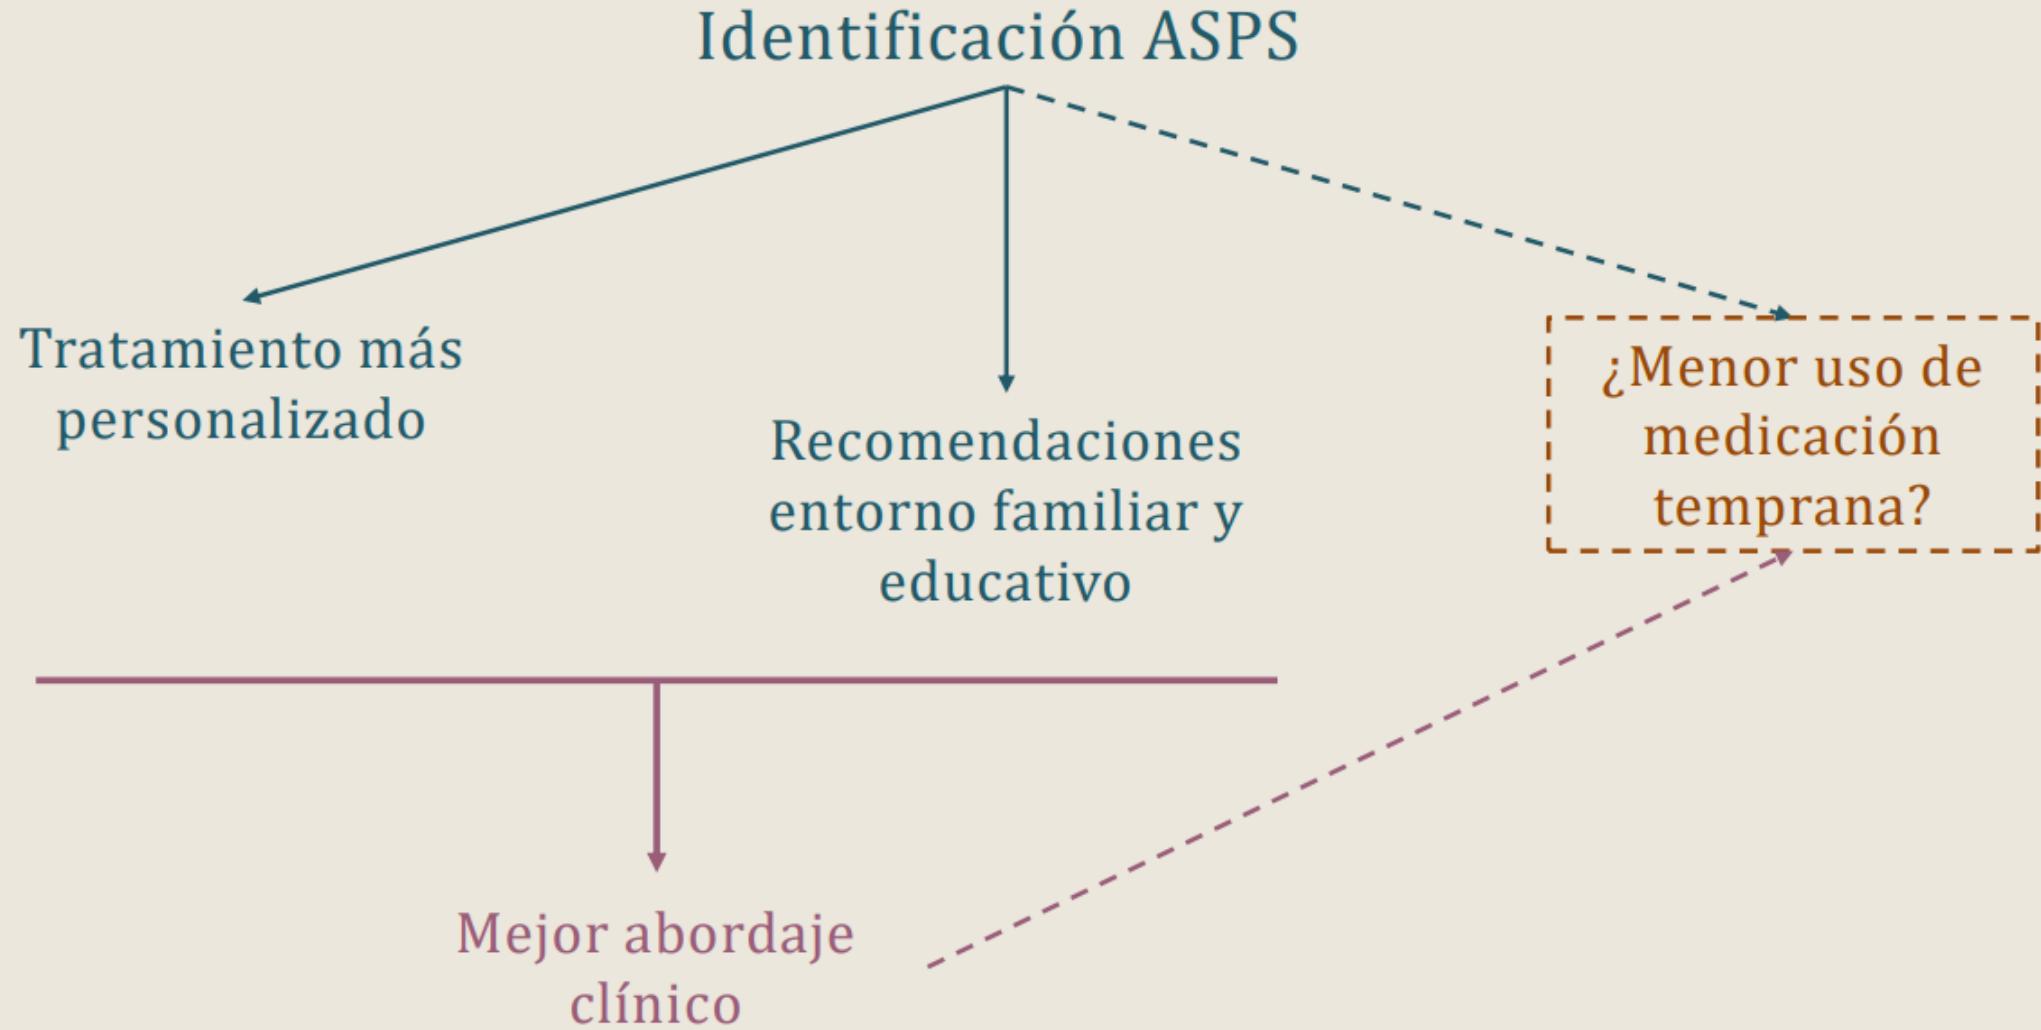 Identificación ASPS
Tratamiento más
personalizado
Recomendaciones
entorno familiar y
educativo
¿Menor uso de
medicación
temprana?
Mejor abordaje
clínico